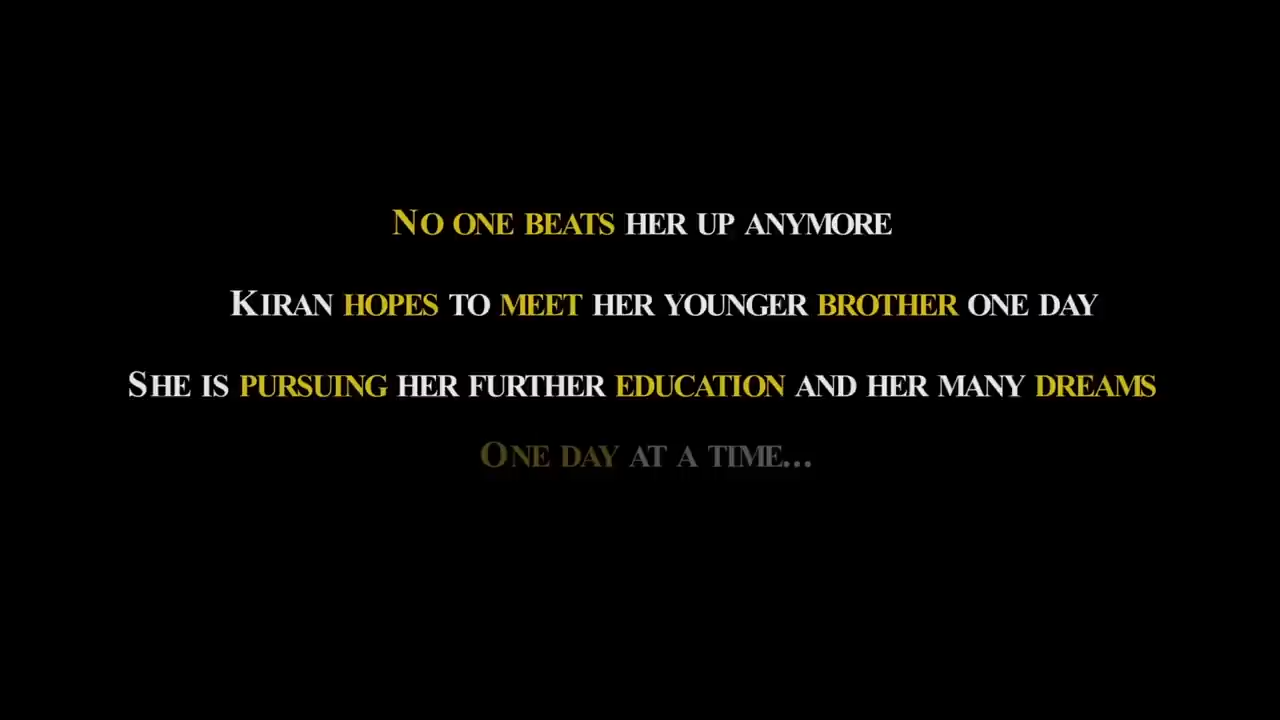 No one beats her up anymore
Kiran hopes to meet her younger brother one day
She is pursuing her further education and her many dreams
One day at a time...